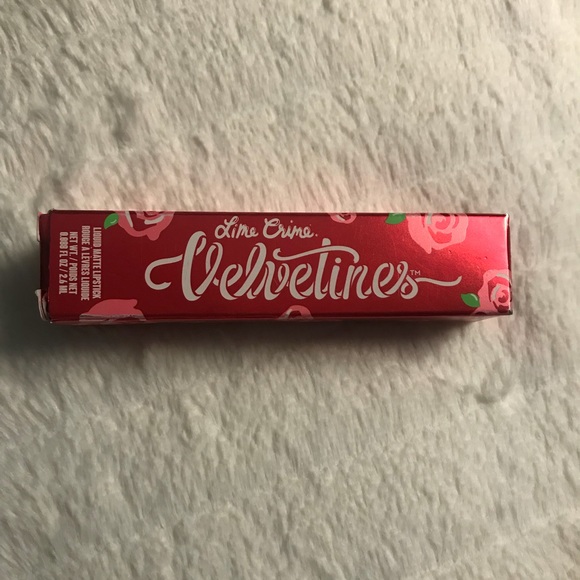 Lime Crime.
Velvetines™
LIQUID MATTE LIPSTICK
ROUGE À LÈVRES LIQUIDE
NET WT. / POIDS NET
0.088 FL OZ / 2.6 ML